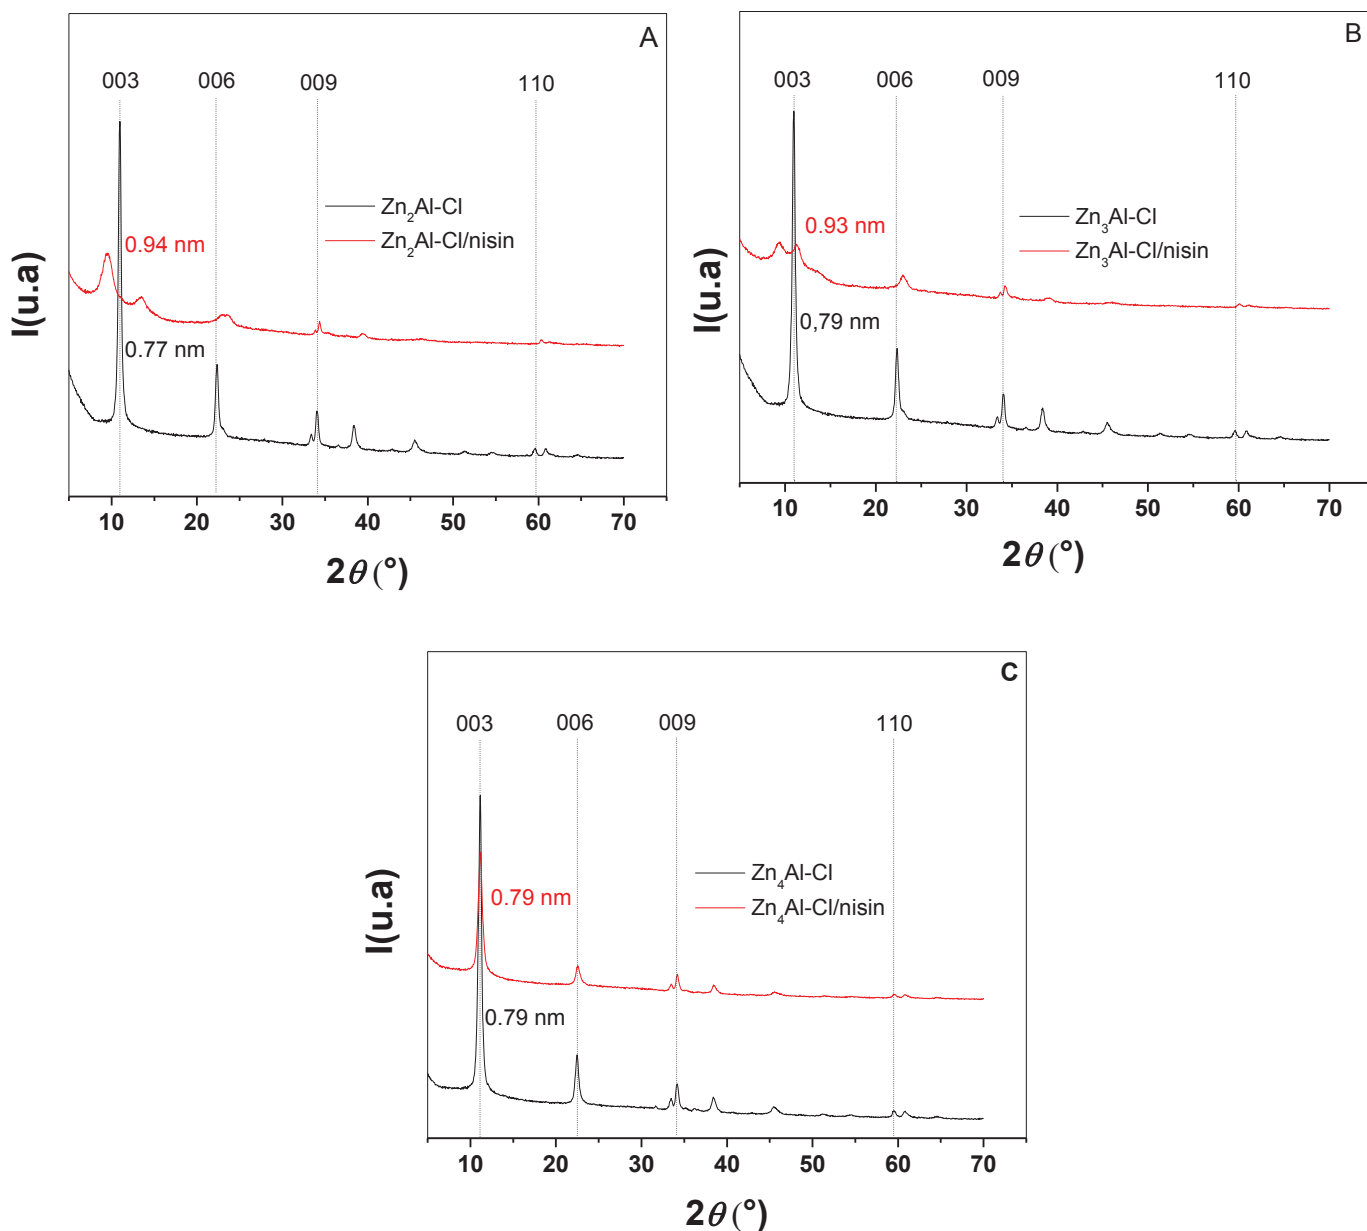 A
003 006 009 110
Zn2Al-Cl
Zn2Al-Cl/nisin
0.94 nm
0.77 nm
I(u.a)
10 20 30 40 50 60 70
2θ (°)
B
003 006 009 110
Zn3Al-Cl
Zn3Al-Cl/nisin
0.93 nm
0,79 nm
I(u.a)
10 20 30 40 50 60 70
2θ (°)
C
003 006 009 110
Zn4Al-Cl
Zn4Al-Cl/nisin
0.79 nm
0.79 nm
I(u.a)
10 20 30 40 50 60 70
2θ (°)